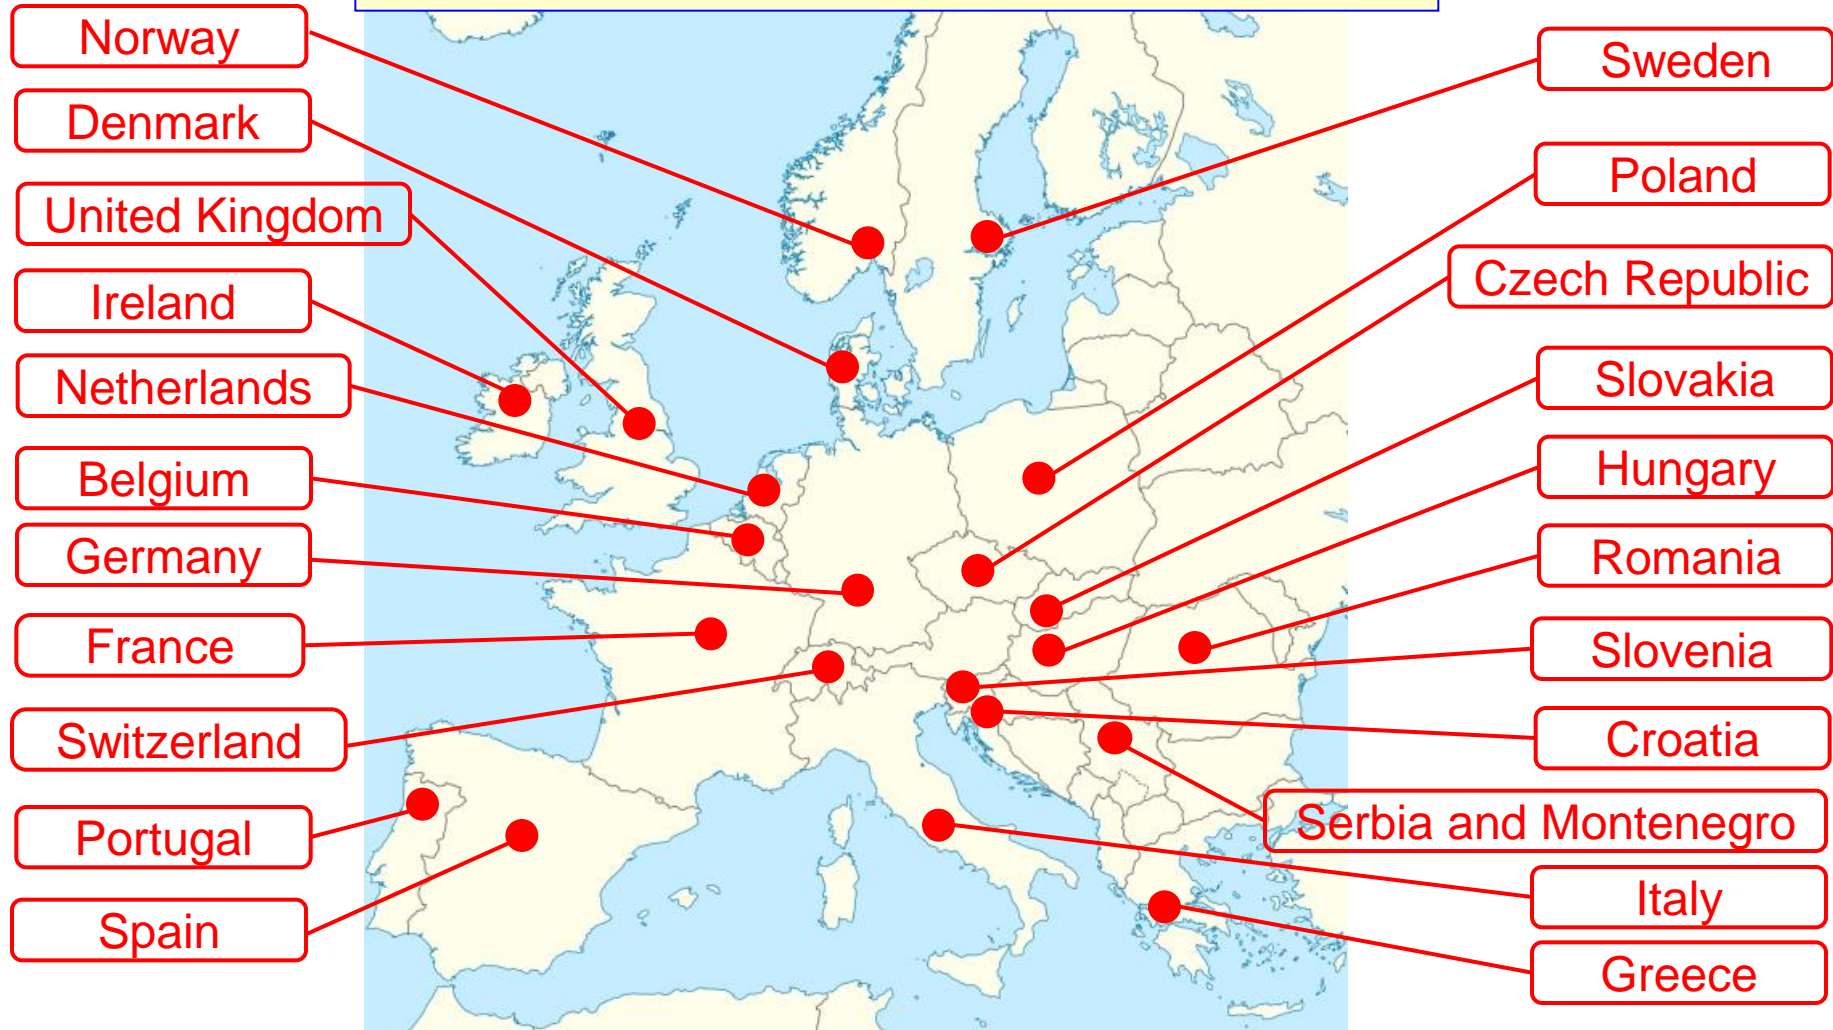 Norway
Denmark
United Kingdom
Ireland
Netherlands
Belgium
Germany
France
Switzerland
Portugal
Spain
Sweden
Poland
Czech Republic
Slovakia
Hungary
Romania
Slovenia
Croatia
Serbia and Montenegro
Italy
Greece